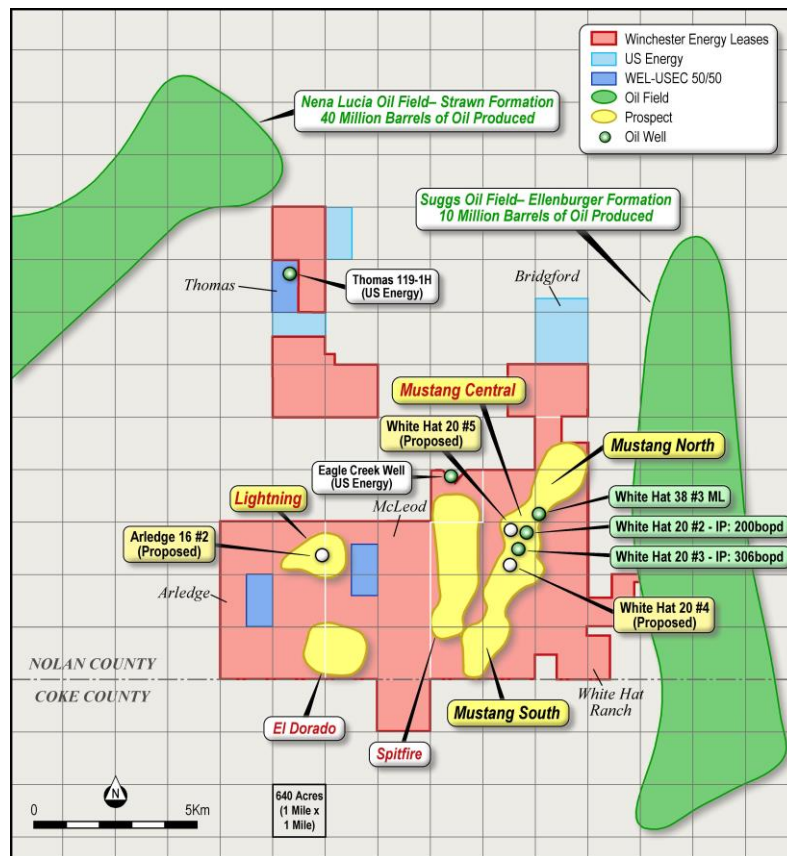 Winchester Energy Leases
US Energy
WEL-USEC 50/50
Oil Field
Prospect
Oil Well
Nena Lucia Oil Field– Strawn Formation
40 Million Barrels of Oil Produced
Suggs Oil Field– Ellenburger Formation
10 Million Barrels of Oil Produced
Thomas
Thomas 119-1H
(US Energy)
Bridgford
Mustang Central
White Hat 20 #5
(Proposed)
Mustang North
Eagle Creek Well
(US Energy)
Lightning
McLeod
White Hat 38 #3 ML
White Hat 20 #2 - IP: 200bopd
Arledge 16 #2
(Proposed)
White Hat 20 #3 - IP: 306bopd
Arledge
White Hat 20 #4
(Proposed)
NOLAN COUNTY
COKE COUNTY
White Hat
Ranch
El Dorado
Spitfire
Mustang South
N
0 5Km
640 Acres
(1 Mile x
1 Mile)